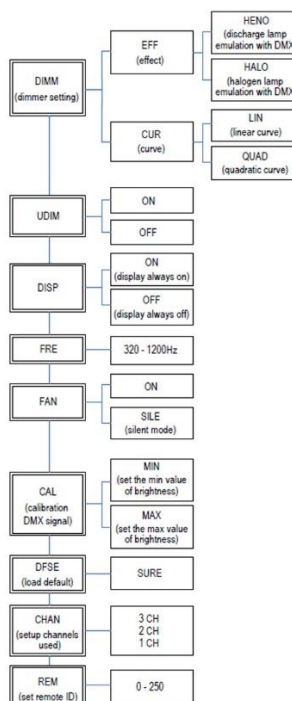 HENO
(discharge lamp
emulation with DMX)
EFF
(effect)
HALO
(halogen lamp
emulation with DMX)
DIMM
(dimmer setting)
LIN
(linear curve)
CUR
(curve)
QUAD
(quadratic curve)
ON
UDIM
OFF
ON
(display always on)
DISP
OFF
(display always off)
FRE
320 - 1200Hz
ON
FAN
SILE
(silent mode)
MIN
(set the min value
of brightness)
CAL
(calibration
DMX signal)
MAX
(set the max value
of brightness)
DFSE
(load default)
SURE
CHAN
(setup channels
used)
3 CH
2 CH
1 CH
REM
(set remote ID)
0 - 250